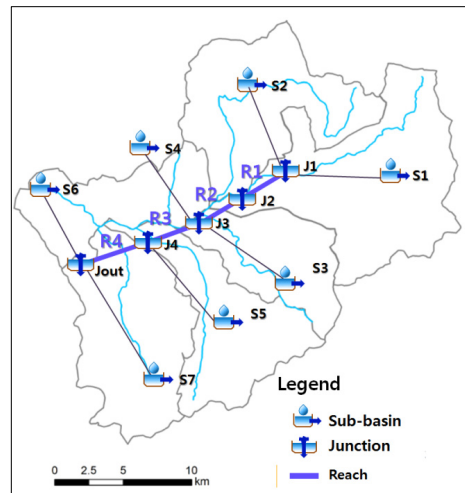 S2
S4
R1
J1
S1
S6
R2
J2
R3
J3
R4
J4
Jout
S3
S5
S7
Legend
Sub-basin
Junction
Reach
0 2.5 5 10
km